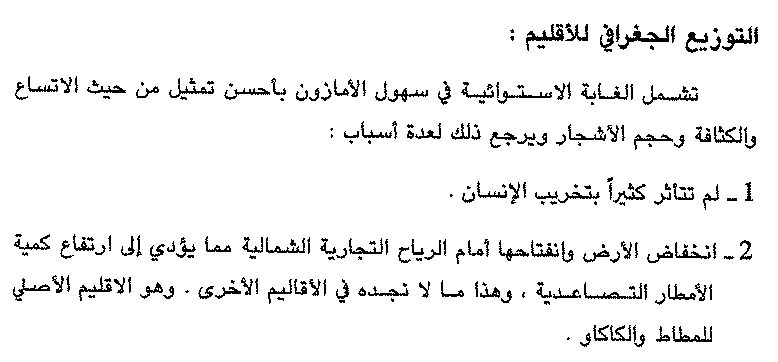 التوزيع الجغرافي للأقليم :
تشمل الغابة الاستوائية في سهول الأمازون بأحسن تمثيل من حيث الاتساع
والكثافة وحجم الأشجار ويرجع ذلك لعدة أسباب :
1 ـ لم تتأثر كثيراً بتخريب الإنسان .
2 ـ انخفاض الأرض وانفتاحها أمام الرياح التجارية الشمالية مما يؤدي إلى ارتفاع كمية
الأمطار التصاعدية ، وهذا ما لا نجده في الأقاليم الأخرى . وهو الاقليم الأصلي
للمطاط والكاكاو .